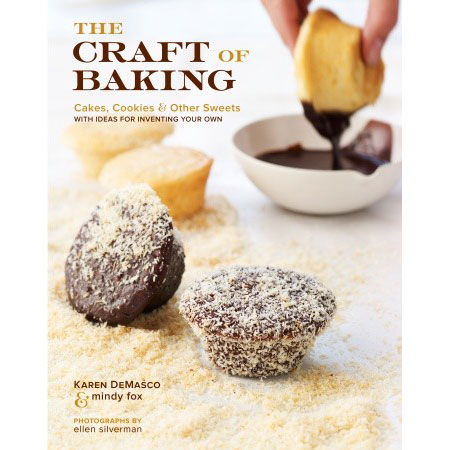 THE
CRAFT OF
BAKING
Cakes, Cookies & Other Sweets
WITH IDEAS FOR INVENTING YOUR OWN
KAREN DEMASCO
& mindy fox
PHOTOGRAPHS BY
ellen silverman